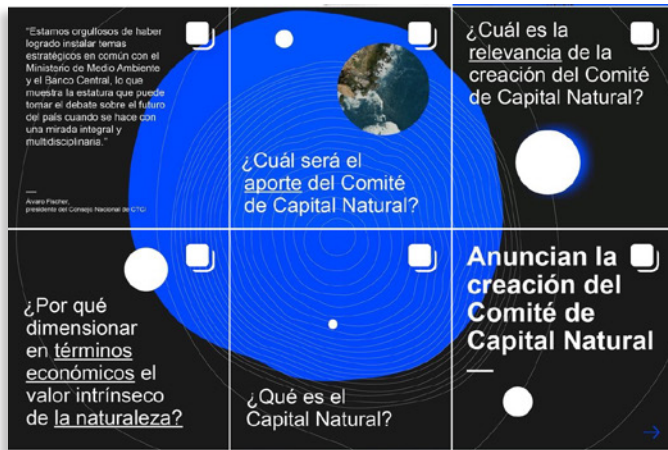 "Estamos orgullosos de haber
logrado instalar temas
estratégicos en común con el
Ministerio de Medio Ambiente
y el Banco Central, lo que
muestra la estatura que puede
tomar el debate sobre el futuro
del país cuando se hace con
una mirada integral y
multidisciplinaria."
Álvaro Fischer,
presidente del Consejo Nacional de CTCI
¿Cuál será el
aporte del Comité
de Capital Natural?
¿Cuál es la
relevancia de la
creación del Comité
de Capital Natural?
¿Por qué
dimensionar
en términos
económicos el
valor intrínseco
de la naturaleza?
¿Qué es el
Capital Natural?
Anuncian la
creación del
Comité de
Capital Natural